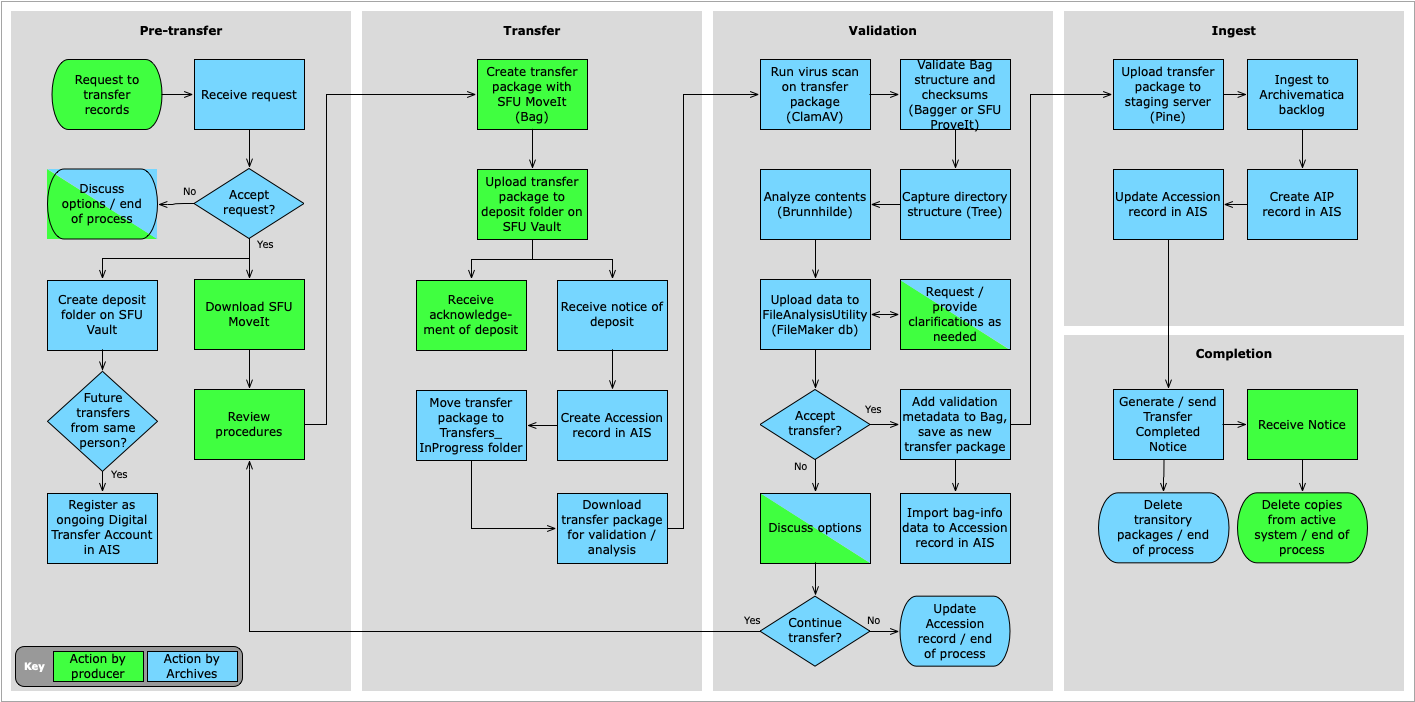 Pre-transfer
Request to
transfer
records
Receive request
Discuss
options / end
of process
No
Accept
request?
Yes
Create deposit
folder on SFU
Vault
Download SFU
MoveIt
Future
transfers
from same
person?
Review
procedures
Yes
Register as
ongoing Digital
Transfer Account
in AIS
Key
Action by
producer
Action by
Archives
Transfer
Create transfer
package with
SFU MoveIt
(Bag)
Upload transfer
package to
deposit folder on
SFU Vault
Receive
acknowledge-
ment of deposit
Receive notice of
deposit
Move transfer
package to
Transfers_
InProgress folder
Create Accession
record in AIS
Download
transfer package
for validation /
analysis
Validation
Run virus scan
on transfer
package
(ClamAV)
Validate Bag
structure and
checksums
(Bagger or SFU
ProveIt)
Analyze contents
(Brunnhilde)
Capture directory
structure (Tree)
Upload data to
FileAnalysisUtility
(FileMaker db)
Request /
provide
clarifications as
needed
Accept
transfer?
Yes
Add validation
metadata to Bag,
save as new
transfer package
No
Discuss options
Import bag-info
data to Accession
record in AIS
Yes
Continue
transfer?
No
Update
Accession
record / end
of process
Ingest
Upload transfer
package to
staging server
(Pine)
Ingest to
Archivematica
backlog
Update Accession
record in AIS
Create AIP
record in AIS
Completion
Generate / send
Transfer
Completed
Notice
Receive Notice
Delete
transitory
packages / end
of process
Delete copies
from active
system / end of
process